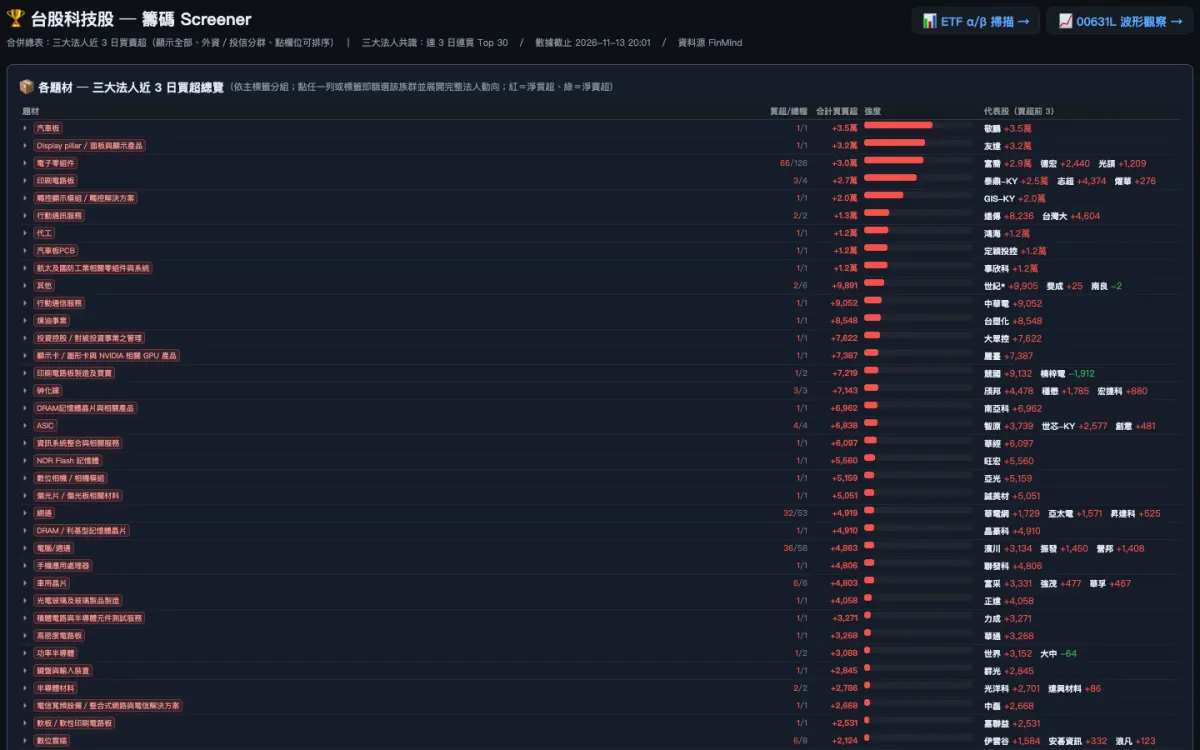 🏆 台股科技股 — 籌碼 Screener
📊 ETF α/β 掃描 →
📈 00631L 波形觀察 →
合併總表：三大法人近 3 日買賣超（顯示全部、外資 / 投信分群、點欄位可排序） | 三大法人共識：連 3 日連買 Top 30 / 數據截止 2026-11-13 20:01 / 資料源 FinMind
📦 各題材 — 三大法人近 3 日買超總覽（依主標籤分組；點任一列或標籤即篩選該族群並展開完整法人動向；紅＝淨買超、綠＝淨賣超）
題材 買超/總檔 合計買賣超 強度 代表股（買超前 3）
汽車板 1/1 +3.5萬 敬鵬 +3.5萬
Display pillar / 面板與顯示產品 1/1 +3.2萬 友達 +3.2萬
電子零組件 66/126 +3.0萬 富喬 +2.9萬 德宏 +2,440 光頡 +1,209
印刷電路板 3/4 +2.7萬 泰鼎-KY +2.5萬 志超 +4,374 燿華 +276
觸控顯示模組 / 觸控解決方案 1/1 +2.0萬 GIS-KY +2.0萬
行動通訊服務 2/2 +1.3萬 遠傳 +8,236 台灣大 +4,604
代工 1/1 +1.2萬 鴻海 +1.2萬
汽車板PCB 1/1 +1.2萬 定穎投控 +1.2萬
航太及國防工業相關零組件與系統 1/1 +1.2萬 事欣科 +1.2萬
其他 2/6 +9,891 世紀* +9,905 斐成 +25 南良 -2
行動通信服務 1/1 +9,052 中華電 +9,052
煉油事業 1/1 +8,548 台塑化 +8,548
投資控股 / 對被投資事業之管理 1/1 +7,622 大眾控 +7,622
顯示卡 / 圖形卡與 NVIDIA 相關 GPU 產品 1/1 +7,387 麗臺 +7,387
印刷電路板製造及買賣 1/2 +7,219 競國 +9,132 楠梓電 -1,912
砷化鎵 3/3 +7,143 頎邦 +4,478 穩懋 +1,785 宏捷科 +880
DRAM記憶體晶片與相關產品 1/1 +6,962 南亞科 +6,962
ASIC 4/4 +6,838 智原 +3,739 世芯-KY +2,577 創意 +481
資訊系統整合與相關服務 1/1 +6,097 華經 +6,097
NOR Flash 記憶體 1/1 +5,560 旺宏 +5,560
數位相機 / 相機模組 1/1 +5,159 亞光 +5,159
偏光片 / 偏光板相關材料 1/1 +5,051 誠美材 +5,051
網通 32/53 +4,919 華電網 +1,729 亞太電 +1,571 昇達科 +525
DRAM / 利基型記憶體晶片 1/1 +4,910 晶豪科 +4,910
電腦/週邊 36/58 +4,863 濱川 +3,134 振發 +1,450 營邦 +1,408
手機應用處理器 1/1 +4,806 聯發科 +4,806
車用晶片 6/8 +4,803 富采 +3,331 強茂 +477 華孚 +467
光電玻璃及玻璃製品製造 1/1 +4,058 正達 +4,058
積體電路與半導體元件測試服務 1/1 +3,271 力成 +3,271
高密度電路板 1/1 +3,268 華通 +3,268
功率半導體 1/2 +3,088 世界 +3,152 大中 -64
鍵盤與輸入裝置 1/1 +2,845 群光 +2,845
半導體材料 2/2 +2,786 光洋科 +2,701 達興材料 +86
電信寬頻設備 / 整合式網路與電信解決方案 1/1 +2,668 中磊 +2,668
軟板 / 軟性印刷電路板 1/1 +2,531 嘉聯益 +2,531
數位雲端 6/8 +2,124 伊雲谷 +1,584 安碁資訊 +332 浪凡 +123